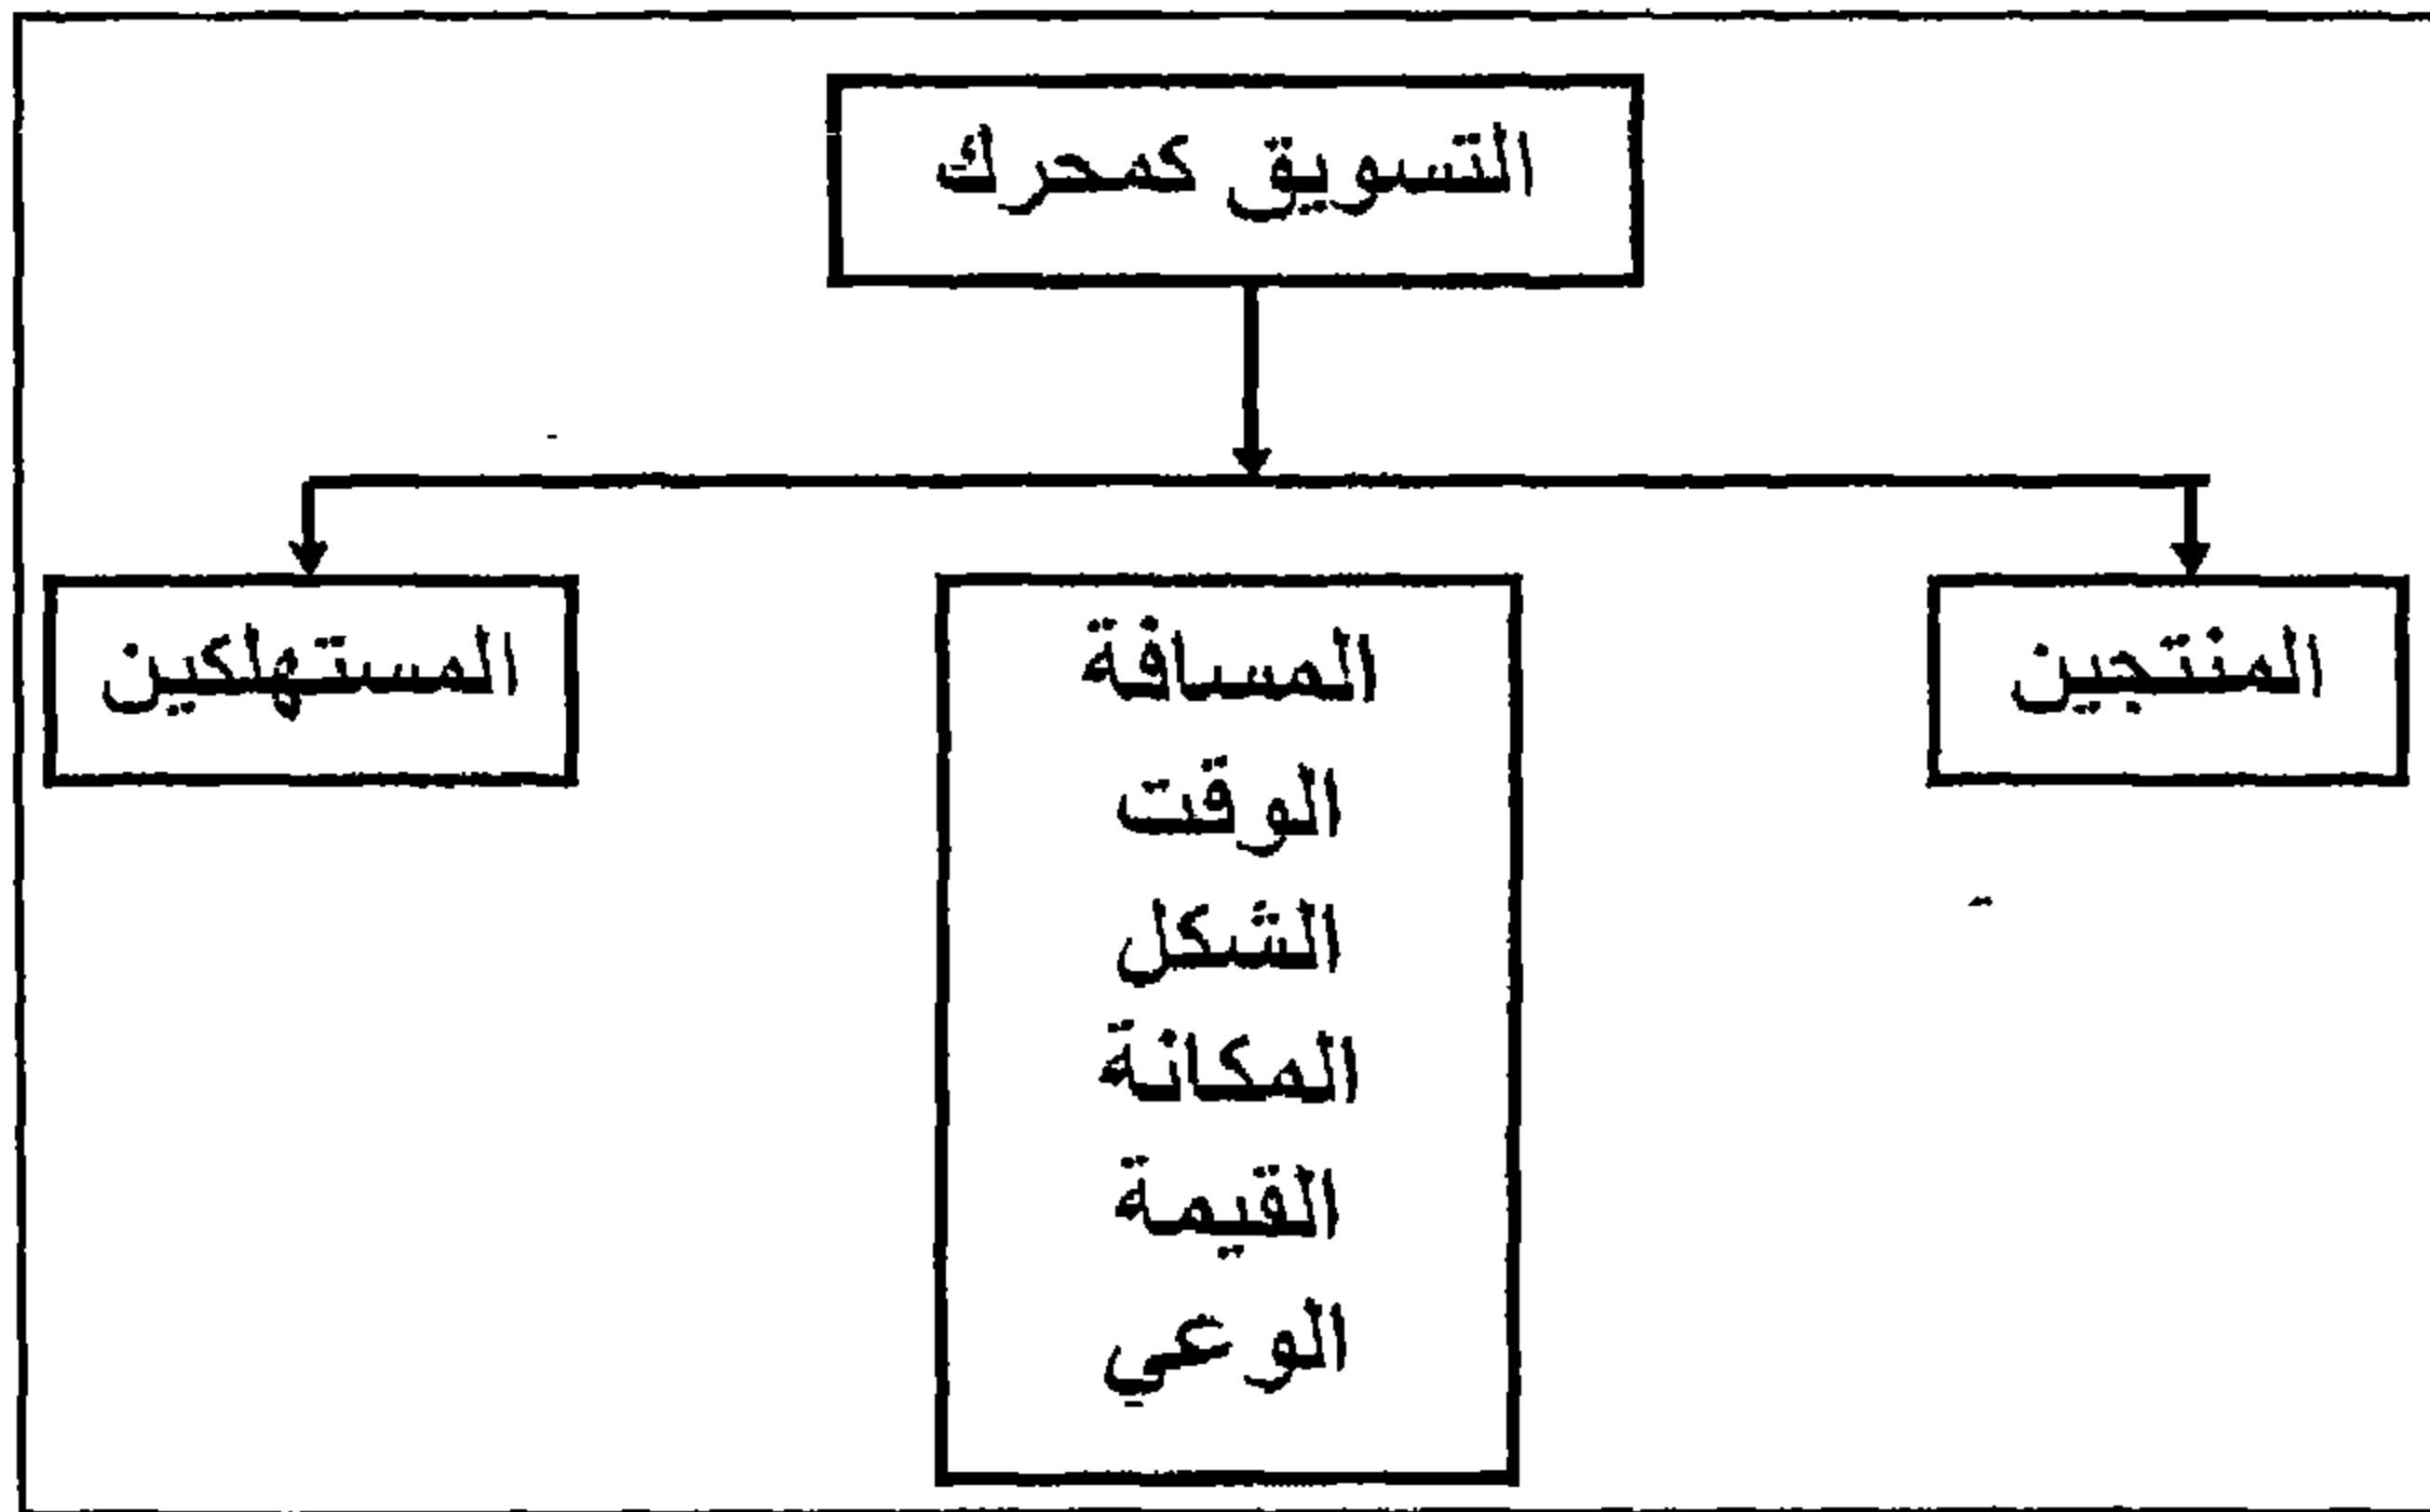 التسويق كمحرك
المنتجين
المسافة
الوقت
الشكل
المكانة
القيمة
الوعي
المستهلكين